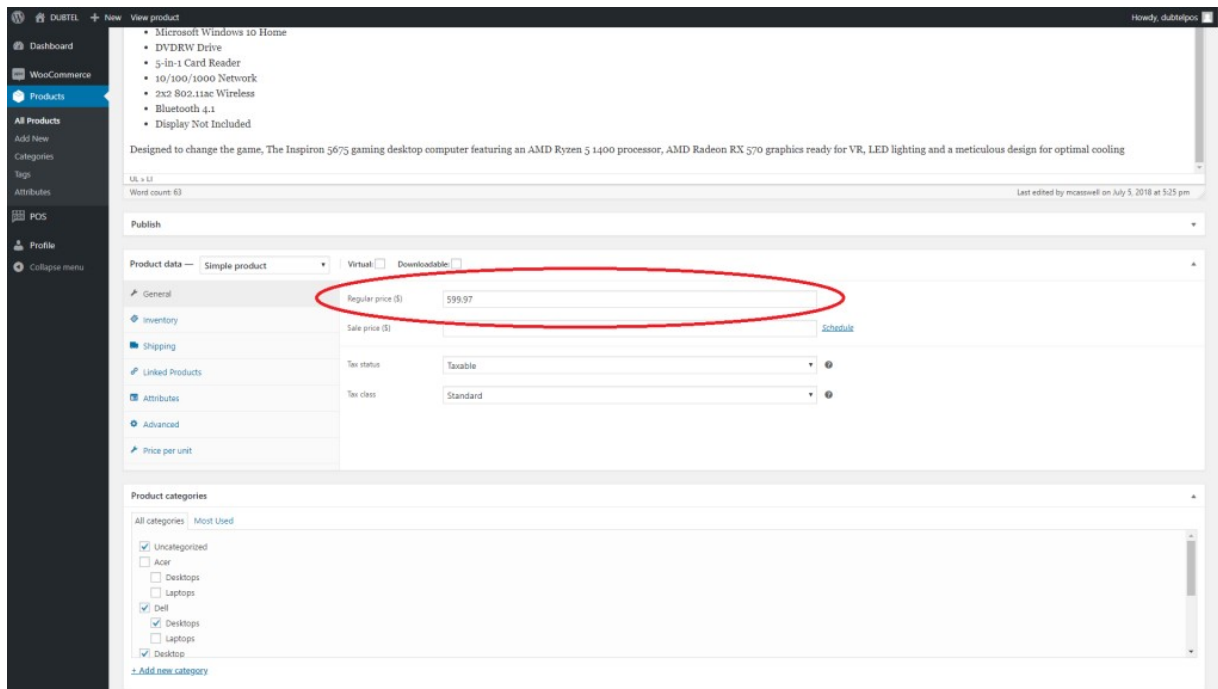 DUBTEL + New View product Howdy, dubtelpos
Dashboard
WooCommerce
Products
All Products
Add New
Categories
Tags
Attributes
POS
Profile
Collapse menu
• Microsoft Windows 10 Home
• DVDRW Drive
• 5-in-1 Card Reader
• 10/100/1000 Network
• 2x2 802.11ac Wireless
• Bluetooth 4.1
• Display Not Included
Designed to change the game, The Inspiron 5675 gaming desktop computer featuring an AMD Ryzen 5 1400 processor, AMD Radeon RX 570 graphics ready for VR, LED lighting and a meticulous design for optimal cooling
UL » LI
Word count: 63 Last edited by mcasswell on July 5, 2018 at 5:25 pm
Publish
Product data — Simple product Virtual: Downloadable:
General
Inventory
Shipping
Linked Products
Attributes
Advanced
Price per unit
Regular price ($) 599.97
Sale price ($) Schedule
Tax status Taxable
Tax class Standard
Product categories
All categories Most Used
Uncategorized
Acer
Desktops
Laptops
Dell
Desktops
Laptops
Desktop
+ Add new category